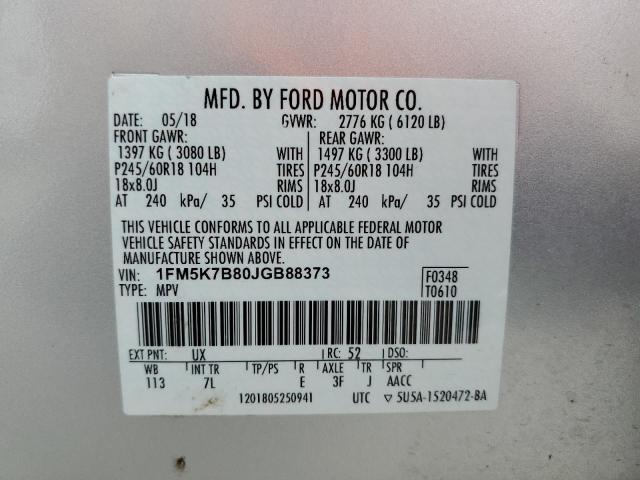 MFD. BY FORD MOTOR CO.
DATE: 05/18 GVWR: 2776 KG ( 6120 LB)
FRONT GAWR: REAR GAWR:
1397 KG ( 3080 LB) WITH 1497 KG ( 3300 LB) WITH
P245/60R18 104H TIRES P245/60R18 104H TIRES
18x8.0J RIMS 18x8.0J RIMS
AT 240 kPa/ 35 PSI COLD AT 240 kPa/ 35 PSI COLD
THIS VEHICLE CONFORMS TO ALL APPLICABLE FEDERAL MOTOR
VEHICLE SAFETY STANDARDS IN EFFECT ON THE DATE OF
MANUFACTURE SHOWN ABOVE.
VIN: 1FM5K7B80JGB88373 F0348
TYPE: MPV T0610
EXT PNT: UX RC: 52 DSO:
WB INT TR TP/PS R AXLE TR SPR
113 7L E 3F J AACC
1201805250941 UTC ▽ 5USA-1520472-BA